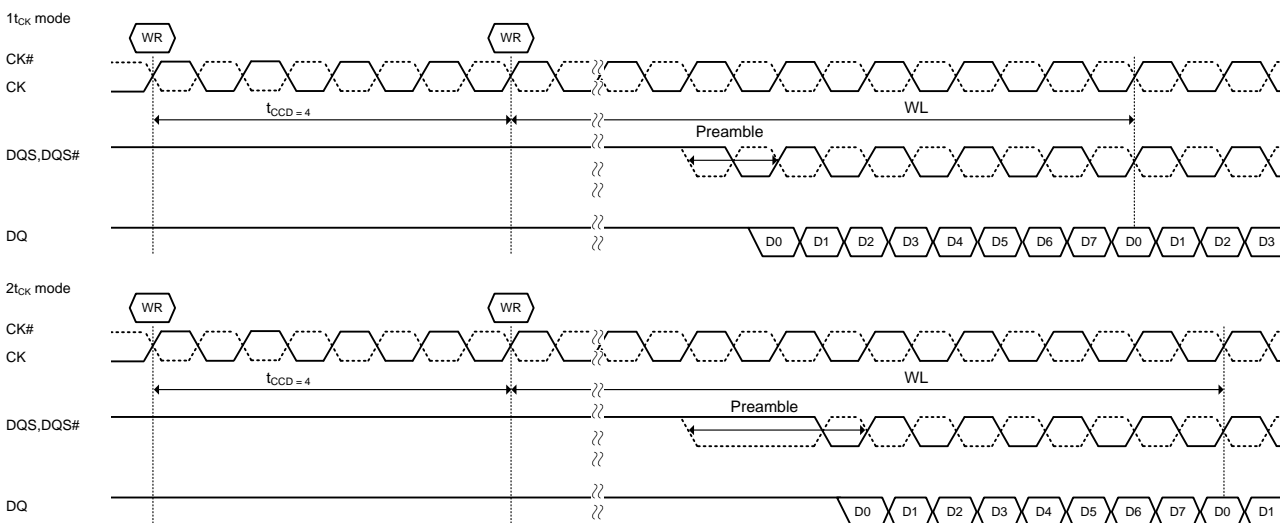 1tCK mode
WR WR
CK#
CK
tCCD = 4 WL
Preamble
DQS,DQS#
DQ D0 D1 D2 D3 D4 D5 D6 D7 D0 D1 D2 D3
2tCK mode
WR WR
CK#
CK
tCCD = 4 WL
Preamble
DQS,DQS#
DQ D0 D1 D2 D3 D4 D5 D6 D7 D0 D1